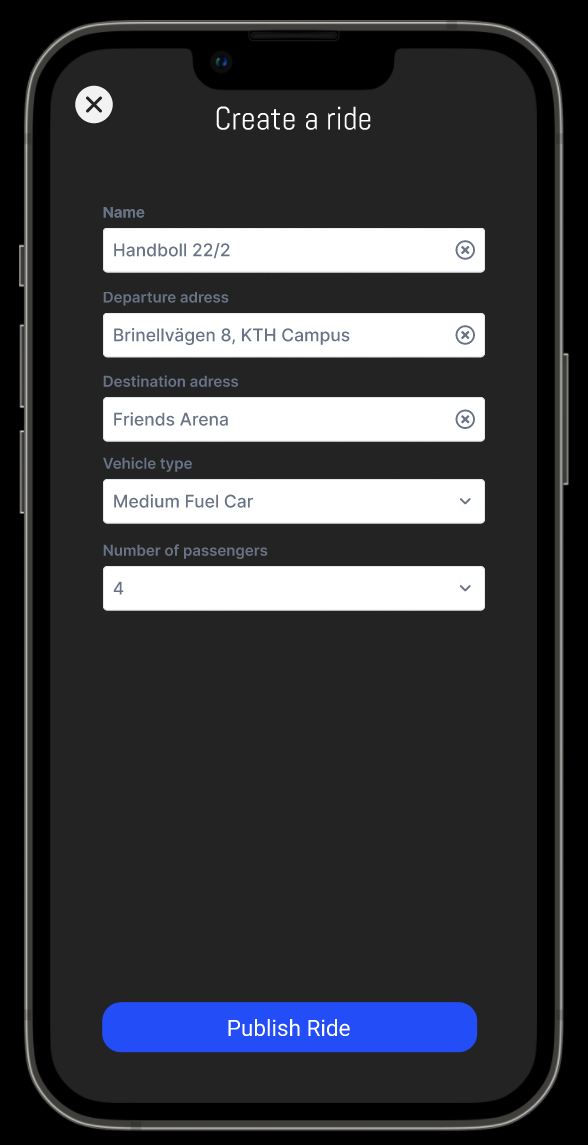 Create a ride
Name
Handboll 22/2
Departure adress
Brinellvägen 8, KTH Campus
Destination adress
Friends Arena
Vehicle type
Medium Fuel Car
Number of passengers
4
Publish Ride